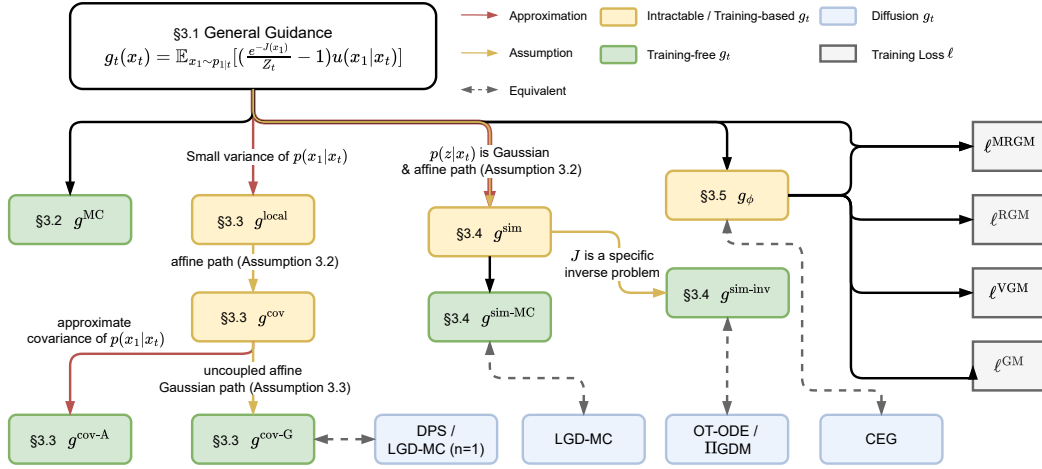 §3.1 General Guidance
g_t(x_t) = 𝔼_{x_1∼p_{1|t}}[(\frac{e^{-J(x_1)}}{Z_t} − 1)u(x_1|x_t)]
Approximation
Assumption
Equivalent
Intractable / Training-based g_t
Training-free g_t
Diffusion g_t
Training Loss ℓ
Small variance of p(x_1|x_t)
p(z|x_t) is Gaussian
& affine path (Assumption 3.2)
§3.2 g^{MC}
§3.3 g^{local}
§3.4 g^{sim}
§3.5 g_ϕ
ℓ^{MRGM}
ℓ^{RGM}
ℓ^{VGM}
ℓ^{GM}
affine path (Assumption 3.2)
J is a specific
inverse problem
§3.3 g^{cov}
§3.4 g^{sim-MC}
§3.4 g^{sim-inv}
approximate
covariance of p(x_1|x_t)
uncoupled affine
Gaussian path (Assumption 3.3)
§3.3 g^{cov-A}
§3.3 g^{cov-G}
DPS /
LGD-MC (n=1)
LGD-MC
OT-ODE /
ΠGDM
CEG